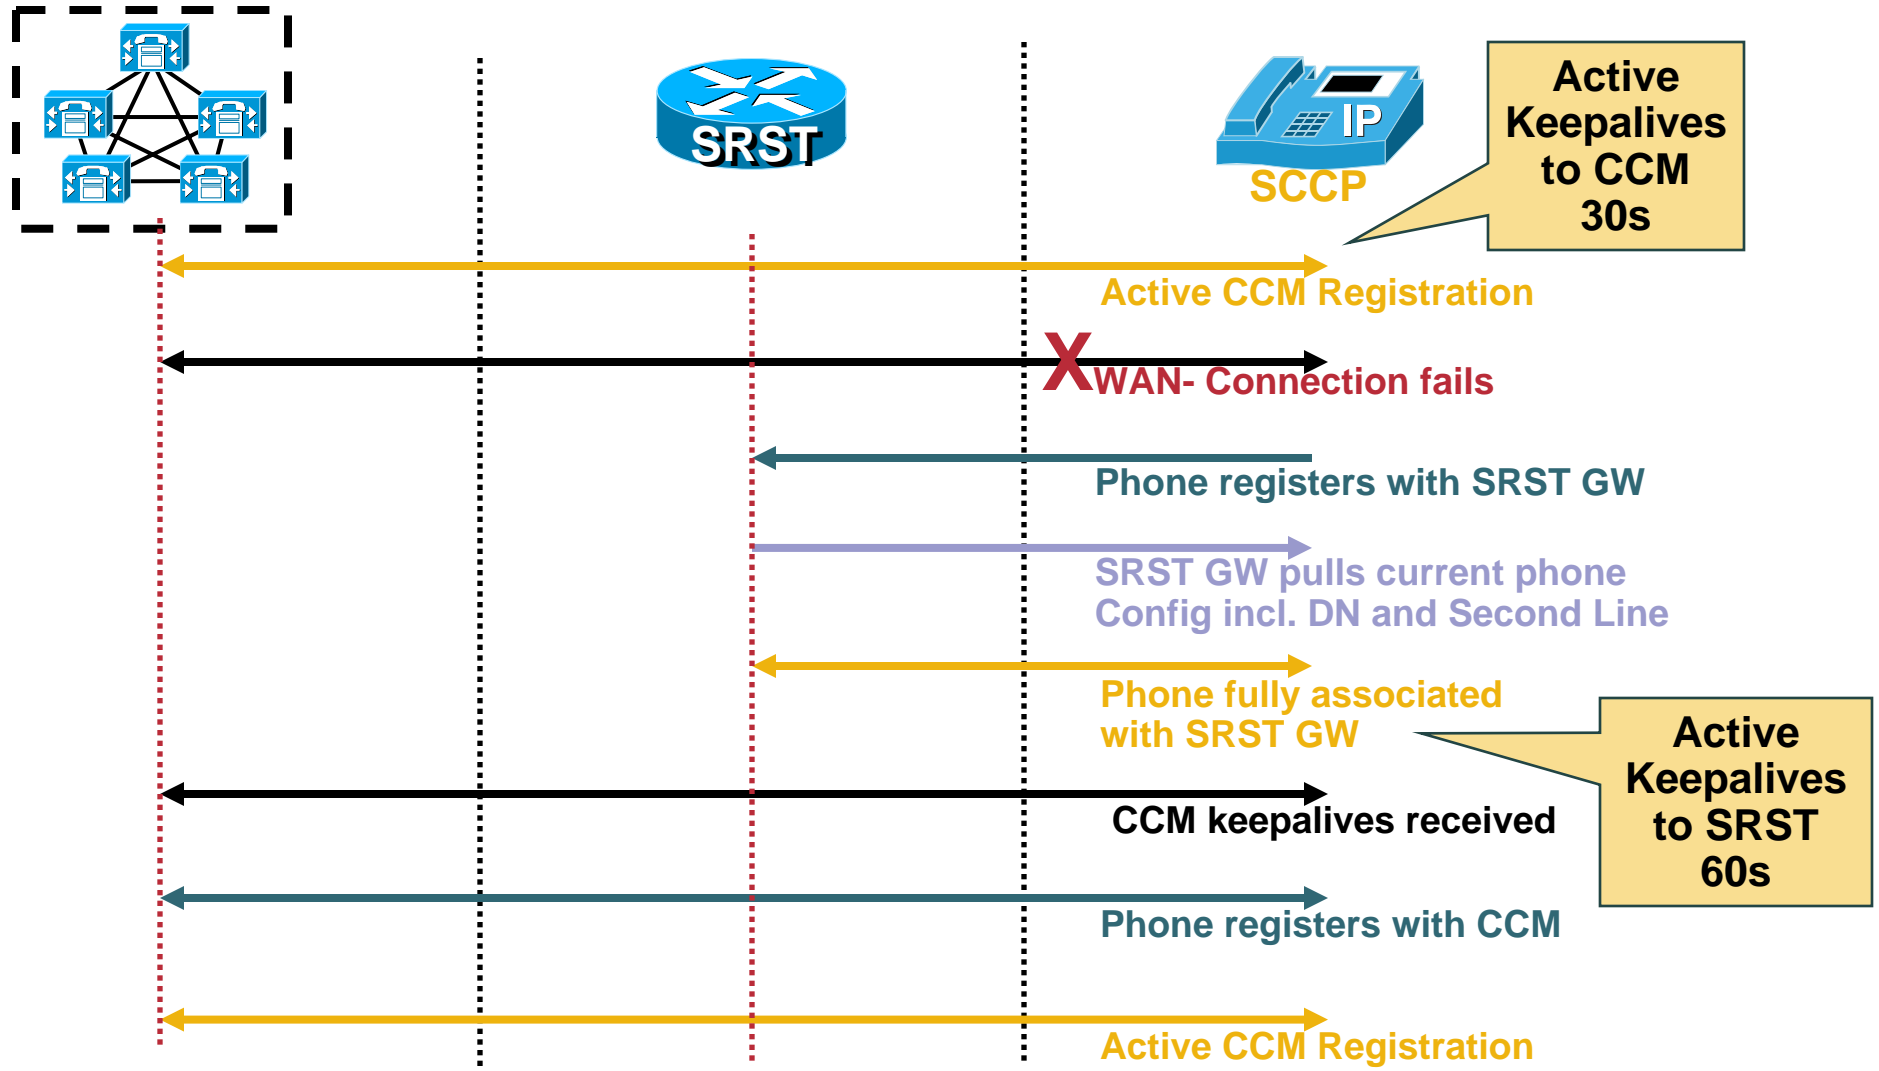 SRST
IP
SCCP
Active
Keepalives
to CCM
30s
Active CCM Registration
X
WAN- Connection fails
Phone registers with SRST GW
SRST GW pulls current phone
Config incl. DN and Second Line
Phone fully associated
with SRST GW
Active
Keepalives
to SRST
60s
CCM keepalives received
Phone registers with CCM
Active CCM Registration